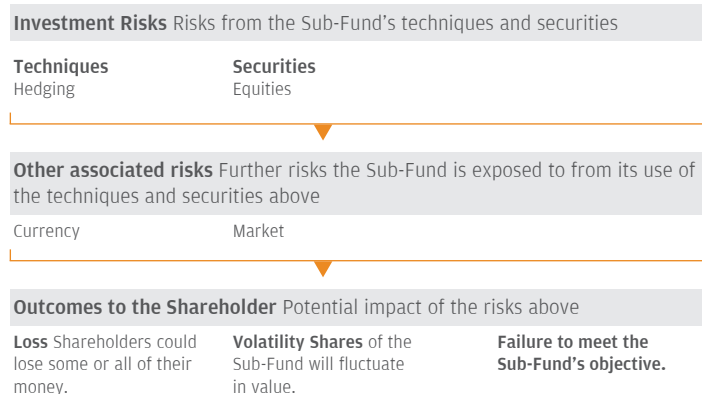 Investment Risks Risks from the Sub-Fund's techniques and securities
Techniques Securities
Hedging Equities
Other associated risks Further risks the Sub-Fund is exposed to from its use of
the techniques and securities above
Currency Market
Outcomes to the Shareholder Potential impact of the risks above
Loss Shareholders could
lose some or all of their
money.
Volatility Shares of the
Sub-Fund will fluctuate
in value.
Failure to meet the
Sub-Fund's objective.